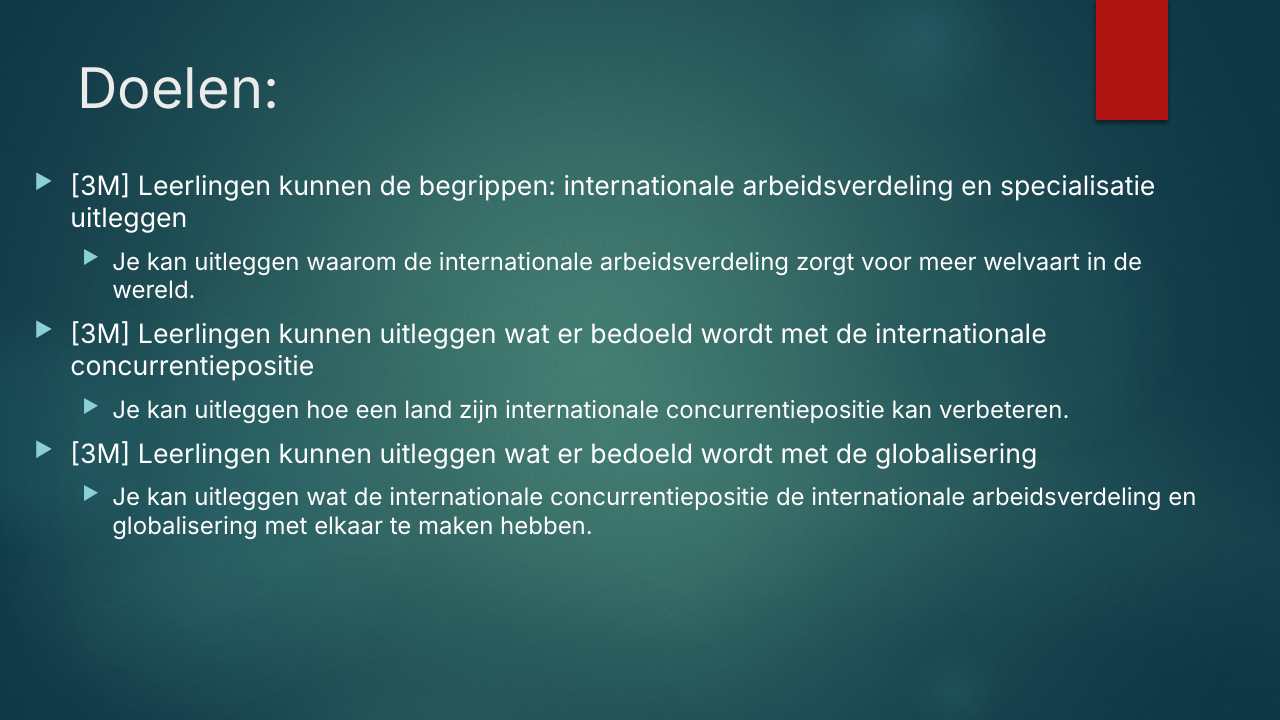 Doelen:
[3M] Leerlingen kunnen de begrippen: internationale arbeidsverdeling en specialisatie
uitleggen
Je kan uitleggen waarom de internationale arbeidsverdeling zorgt voor meer welvaart in de
wereld.
[3M] Leerlingen kunnen uitleggen wat er bedoeld wordt met de internationale
concurrentiepositie
Je kan uitleggen hoe een land zijn internationale concurrentiepositie kan verbeteren.
[3M] Leerlingen kunnen uitleggen wat er bedoeld wordt met de globalisering
Je kan uitleggen wat de internationale concurrentiepositie de internationale arbeidsverdeling en
globalisering met elkaar te maken hebben.